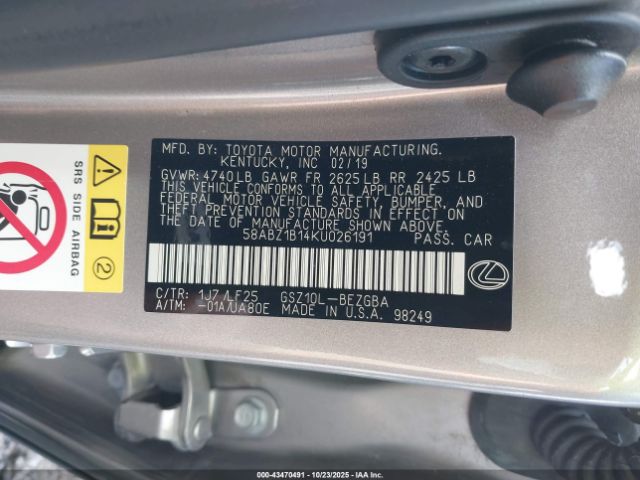 MFD. BY: TOYOTA MOTOR MANUFACTURING.
KENTUCKY, INC 02/19
GVWR: 4740LB GAWR FR 2625LB RR 2425 LB
THIS VEHICLE CONFORMS TO ALL APPLICABLE
FEDERAL MOTOR VEHICLE SAFETY, BUMPER, AND
THEFT PREVENTION STANDARDS IN EFFECT ON
THE DATE OF MANUFACTURE SHOWN ABOVE.
58ABZ1B14KU026191 PASS. CAR
C/TR: 1J7/LF25 GSZ10L-BEZGBA
A/TM: -01A/UA80E MADE IN U.S.A. 98249
SRS SIDE AIRBAG
2
000-43470491 - 10/23/2025 - IAAI.com